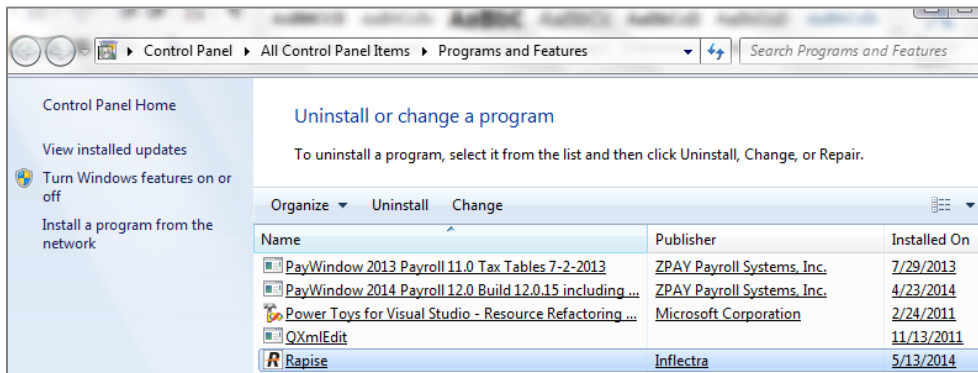 Control Panel ▸ All Control Panel Items ▸ Programs and Features Search Programs and Features
Control Panel Home
View installed updates
Turn Windows features on or
off
Install a program from the
network
Uninstall or change a program
To uninstall a program, select it from the list and then click Uninstall, Change, or Repair.
Organize Uninstall Change
Name Publisher Installed On
PayWindow 2013 Payroll 11.0 Tax Tables 7-2-2013 ZPAY Payroll Systems, Inc. 7/29/2013
PayWindow 2014 Payroll 12.0 Build 12.0.15 including ... ZPAY Payroll Systems, Inc. 4/23/2014
Power Toys for Visual Studio - Resource Refactoring ... Microsoft Corporation 2/24/2011
QXmlEdit 11/13/2011
Rapise Inflectra 5/13/2014